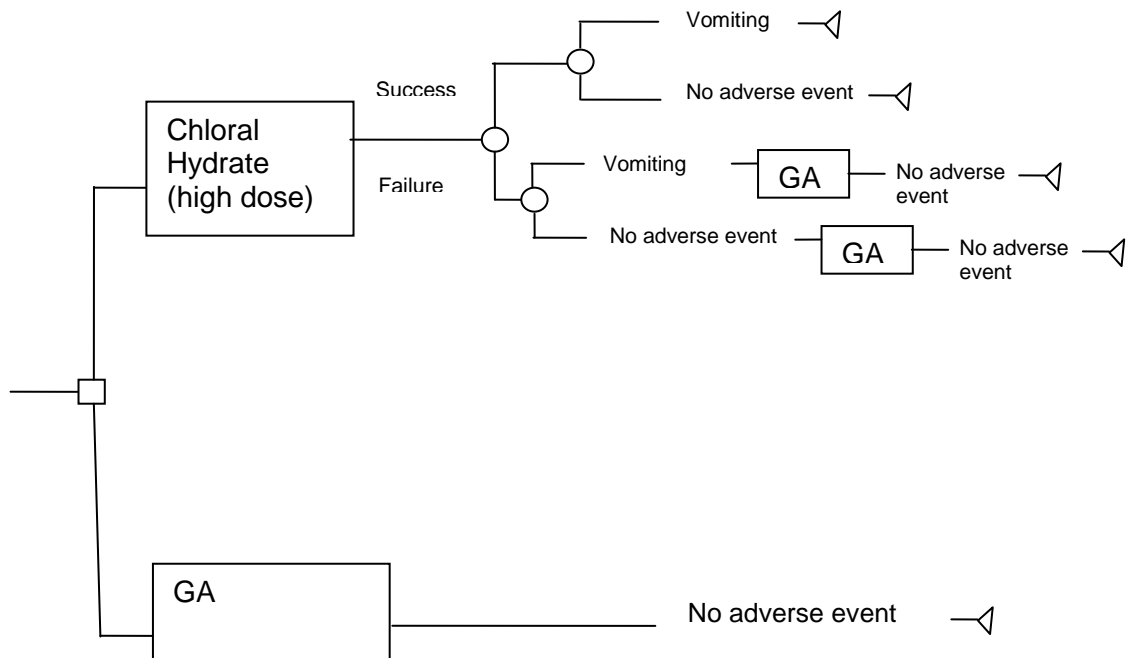 Vomiting
Success
No adverse event
Chloral
Hydrate
(high dose)
Failure
Vomiting
GA
No adverse
event
No adverse event
GA
No adverse
event
GA
No adverse event